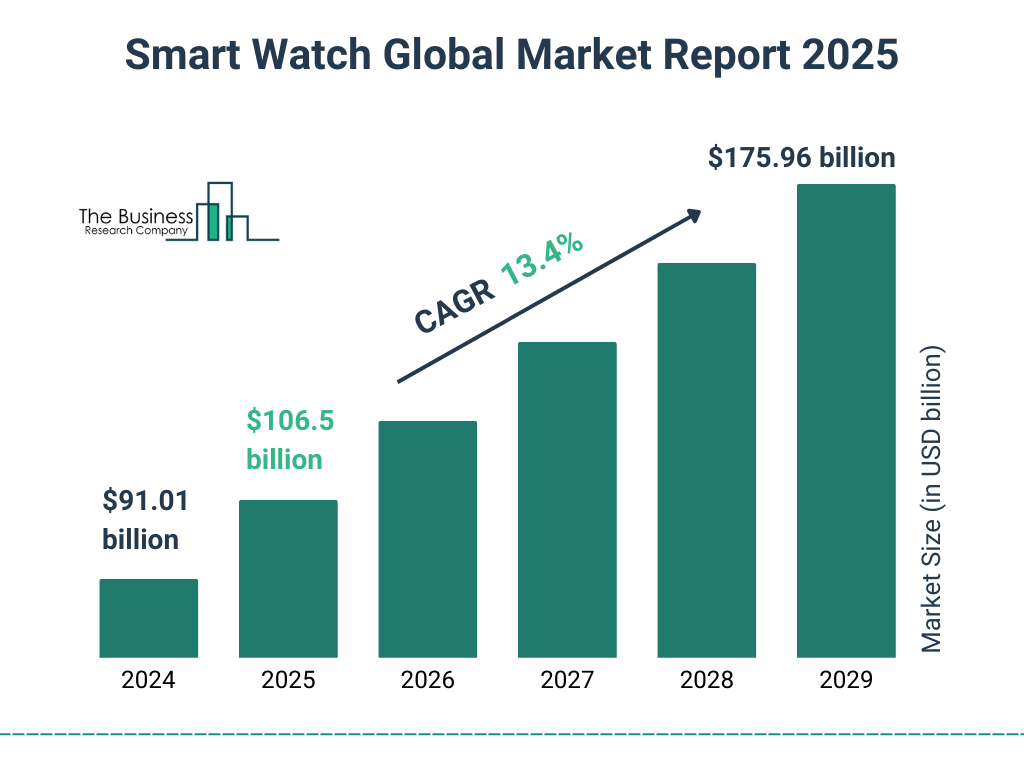 Smart Watch Global Market Report 2025
The Business
Research Company
$91.01
billion
$106.5
billion
CAGR 13.4%
$175.96 billion
Market Size (in USD billion)
2024
2025
2026
2027
2028
2029